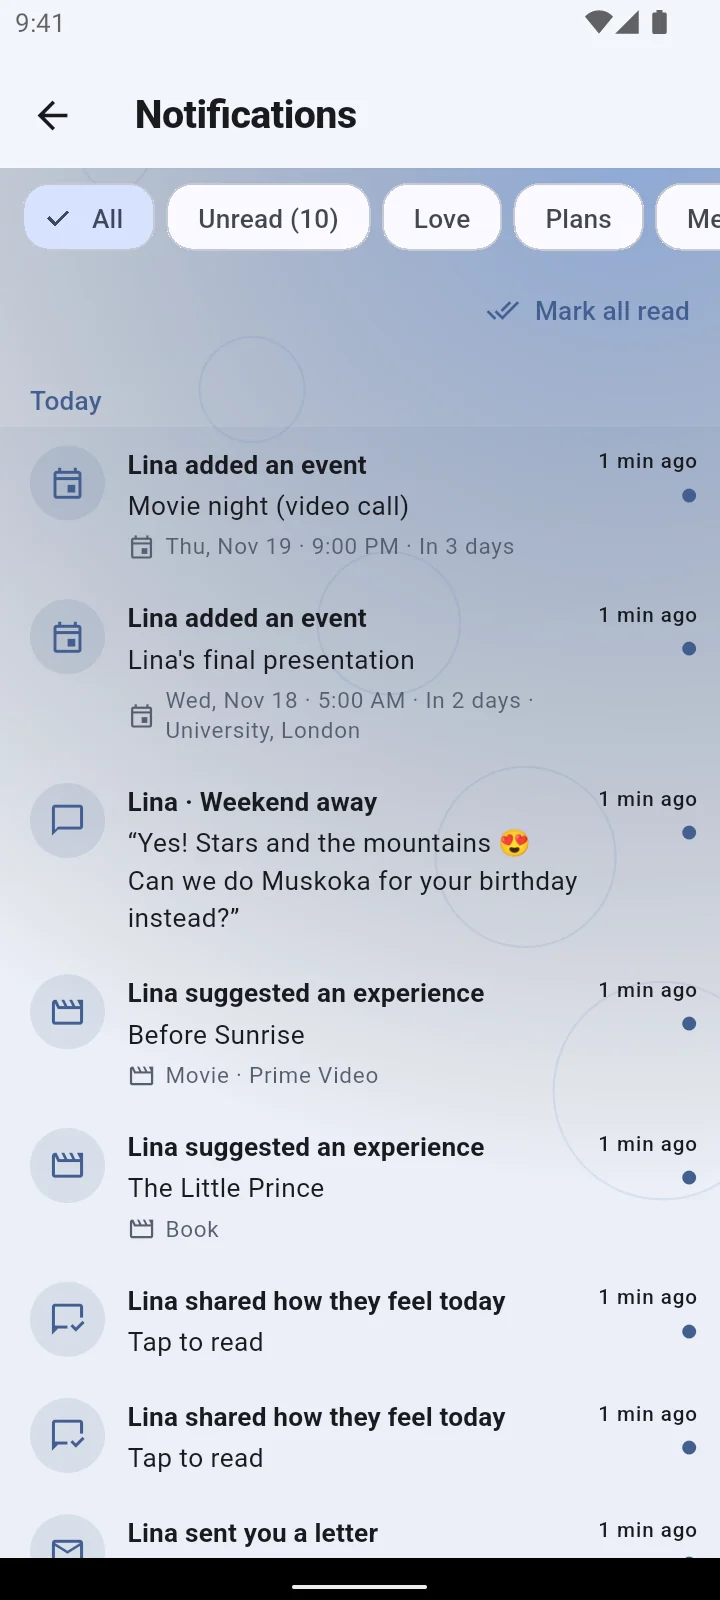 9:41
Notifications
All
Unread (10)
Love
Plans
Me
Mark all read
Today
Lina added an event
1 min ago
Movie night (video call)
Thu, Nov 19 · 9:00 PM · In 3 days
Lina added an event
1 min ago
Lina's final presentation
Wed, Nov 18 · 5:00 AM · In 2 days ·
University, London
Lina · Weekend away
1 min ago
“Yes! Stars and the mountains 😍
Can we do Muskoka for your birthday
instead?”
Lina suggested an experience
1 min ago
Before Sunrise
Movie · Prime Video
Lina suggested an experience
1 min ago
The Little Prince
Book
Lina shared how they feel today
1 min ago
Tap to read
Lina shared how they feel today
1 min ago
Tap to read
Lina sent you a letter
1 min ago